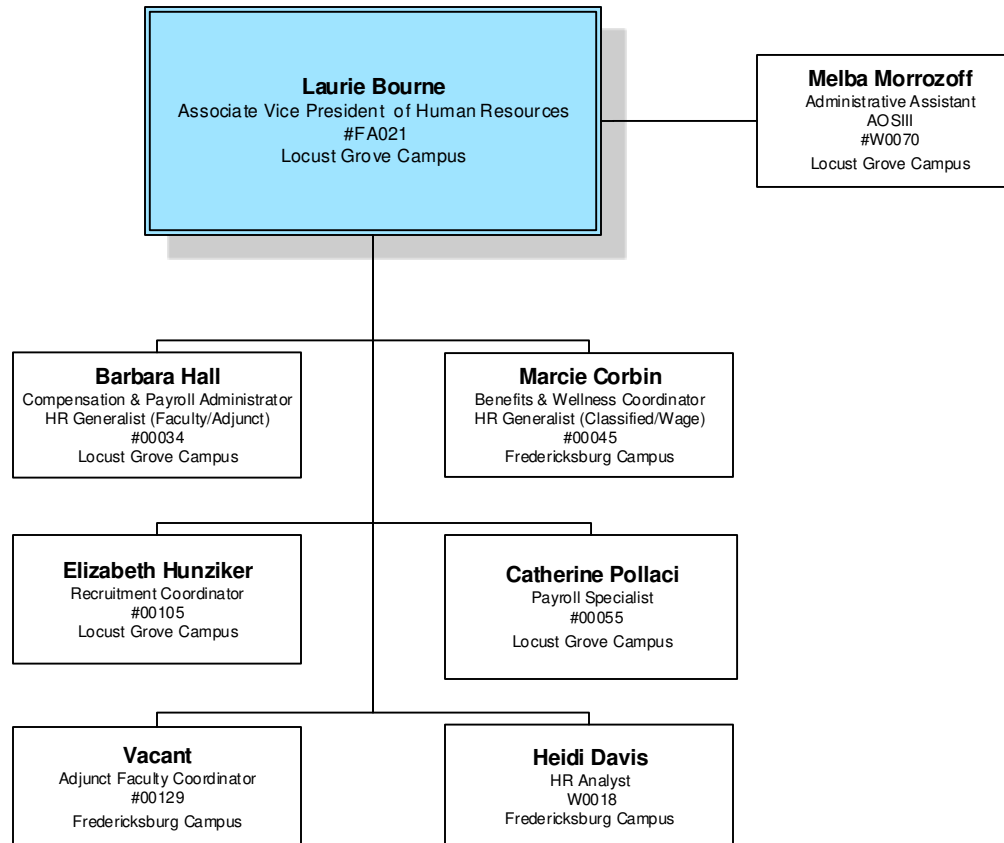 Laurie Bourne
Associate Vice President of Human Resources
#FA021
Locust Grove Campus
Melba Morrozoff
Administrative Assistant
AOSIII
#W0070
Locust Grove Campus
Barbara Hall
Compensation & Payroll Administrator
HR Generalist (Faculty/Adjunct)
#00034
Locust Grove Campus
Marcie Corbin
Benefits & Wellness Coordinator
HR Generalist (Classified/Wage)
#00045
Fredericksburg Campus
Elizabeth Hunziker
Recruitment Coordinator
#00105
Locust Grove Campus
Catherine Pollaci
Payroll Specialist
#00055
Locust Grove Campus
Vacant
Adjunct Faculty Coordinator
#00129
Fredericksburg Campus
Heidi Davis
HR Analyst
W0018
Fredericksburg Campus